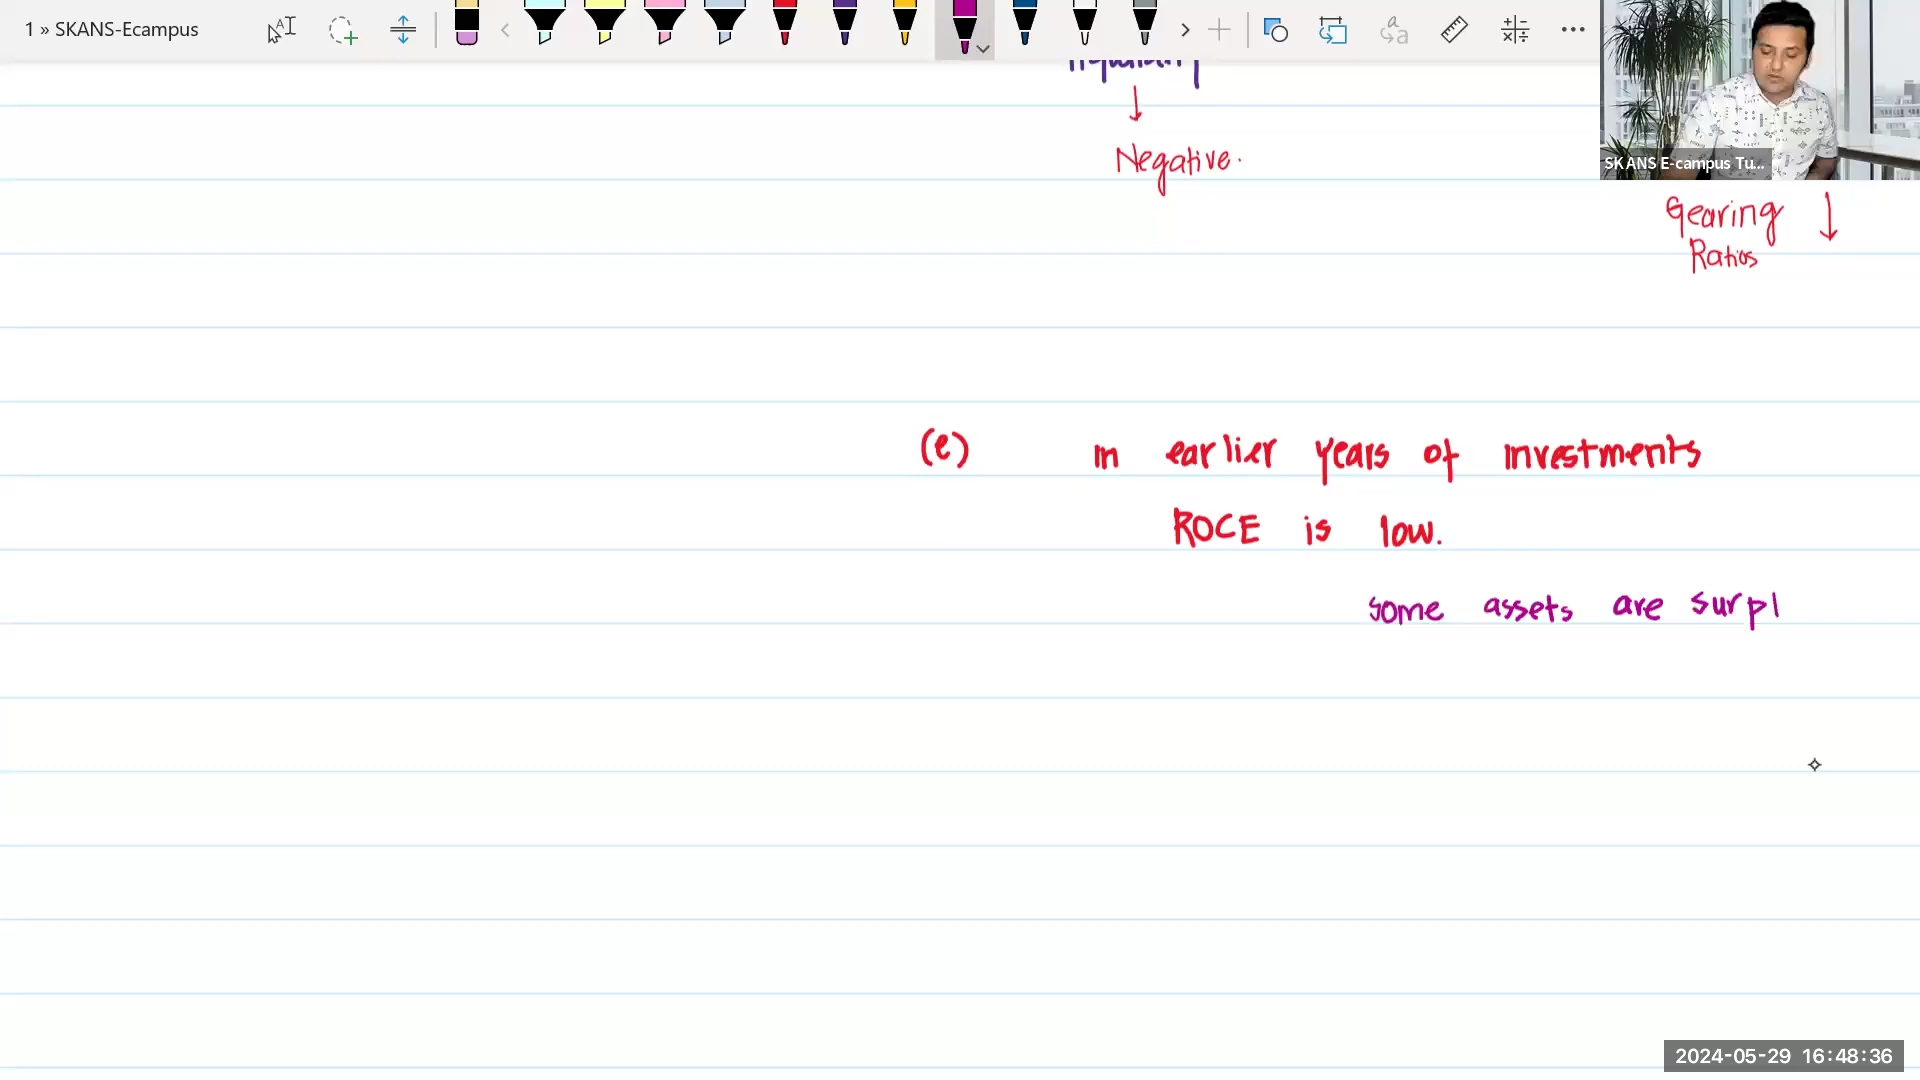 1 » SKANS-Ecampus
SKANS E-campus Tu...
Negative.
Gearing ↓
Ratios
(e) in earlier years of investments
ROCE is low.
some assets are surpl
2024-05-29 16:48:36